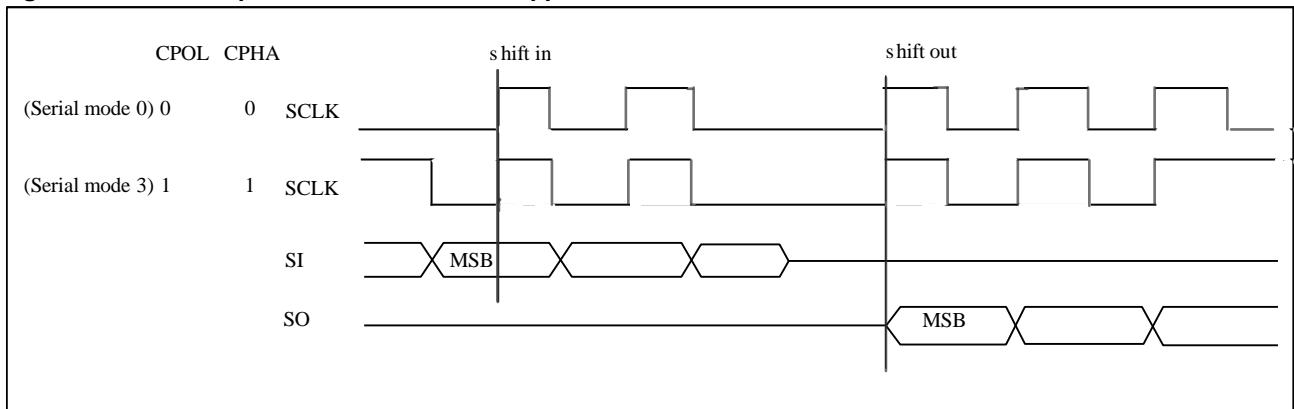 CPOL CPHA shift in shift out
(Serial mode 0) 0 0 SCLK
(Serial mode 3) 1 1 SCLK
SI MSB
SO MSB